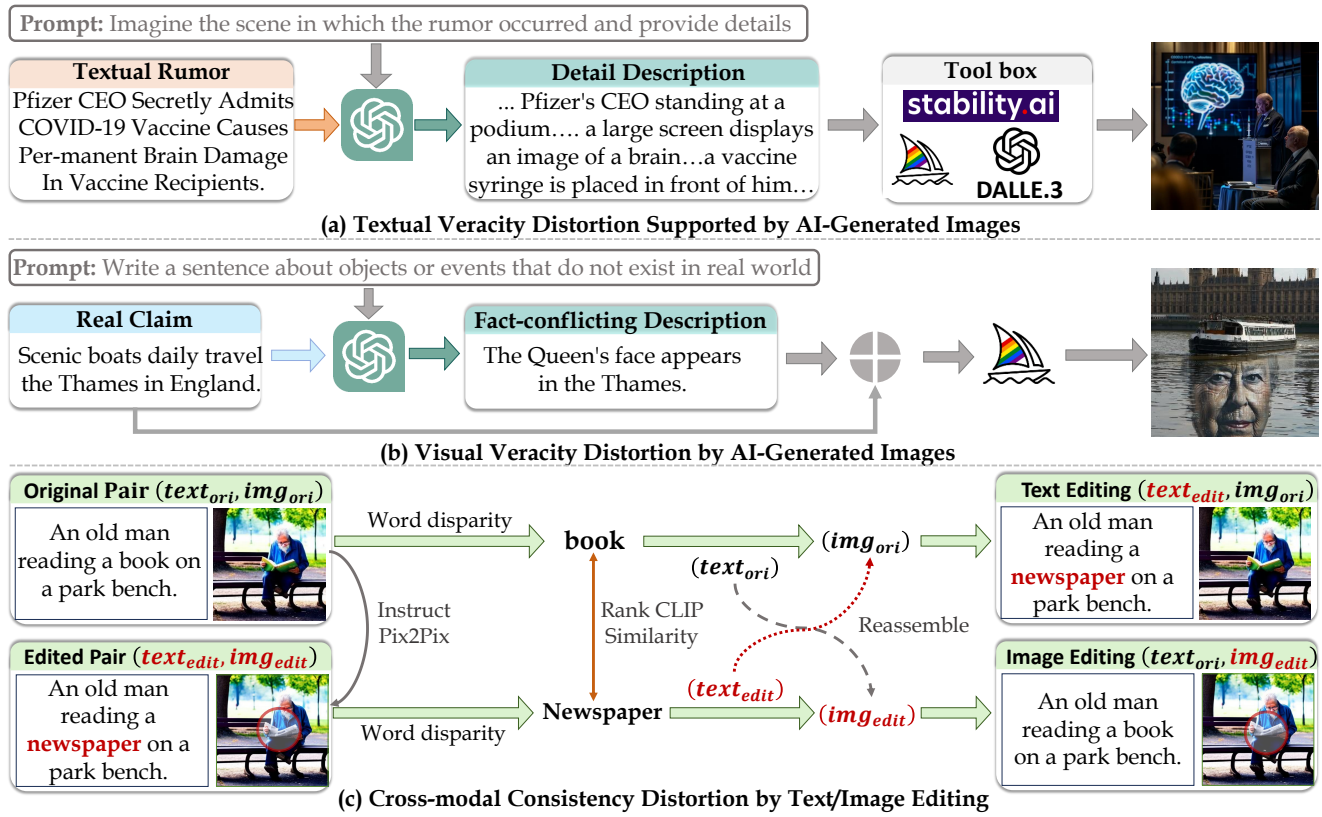 Prompt: Imagine the scene in which the rumor occurred and provide details
Textual Rumor
Pfizer CEO Secretly Admits
COVID-19 Vaccine Causes
Per-manent Brain Damage
In Vaccine Recipients.
Detail Description
... Pfizer's CEO standing at a
podium.... a large screen displays
an image of a brain...a vaccine
syringe is placed in front of him...
Tool box
stability.ai
DALLE.3
(a) Textual Veracity Distortion Supported by AI-Generated Images
Prompt: Write a sentence about objects or events that do not exist in real world
Real Claim
Scenic boats daily travel
the Thames in England.
Fact-conflicting Description
The Queen's face appears
in the Thames.
(b) Visual Veracity Distortion by AI-Generated Images
Original Pair (text_ori, img_ori)
An old man
reading a book on
a park bench.
Word disparity
book
(img_ori)
(text_ori)
Text Editing (text_edit, img_ori)
An old man
reading a
newspaper on a
park bench.
Instruct
Pix2Pix
Rank CLIP
Similarity
Reassemble
Edited Pair (text_edit, img_edit)
An old man
reading a
newspaper on a
park bench.
Word disparity
Newspaper
(text_edit)
(img_edit)
Image Editing (text_ori, img_edit)
An old man
reading a book
on a park bench.
(c) Cross-modal Consistency Distortion by Text/Image Editing